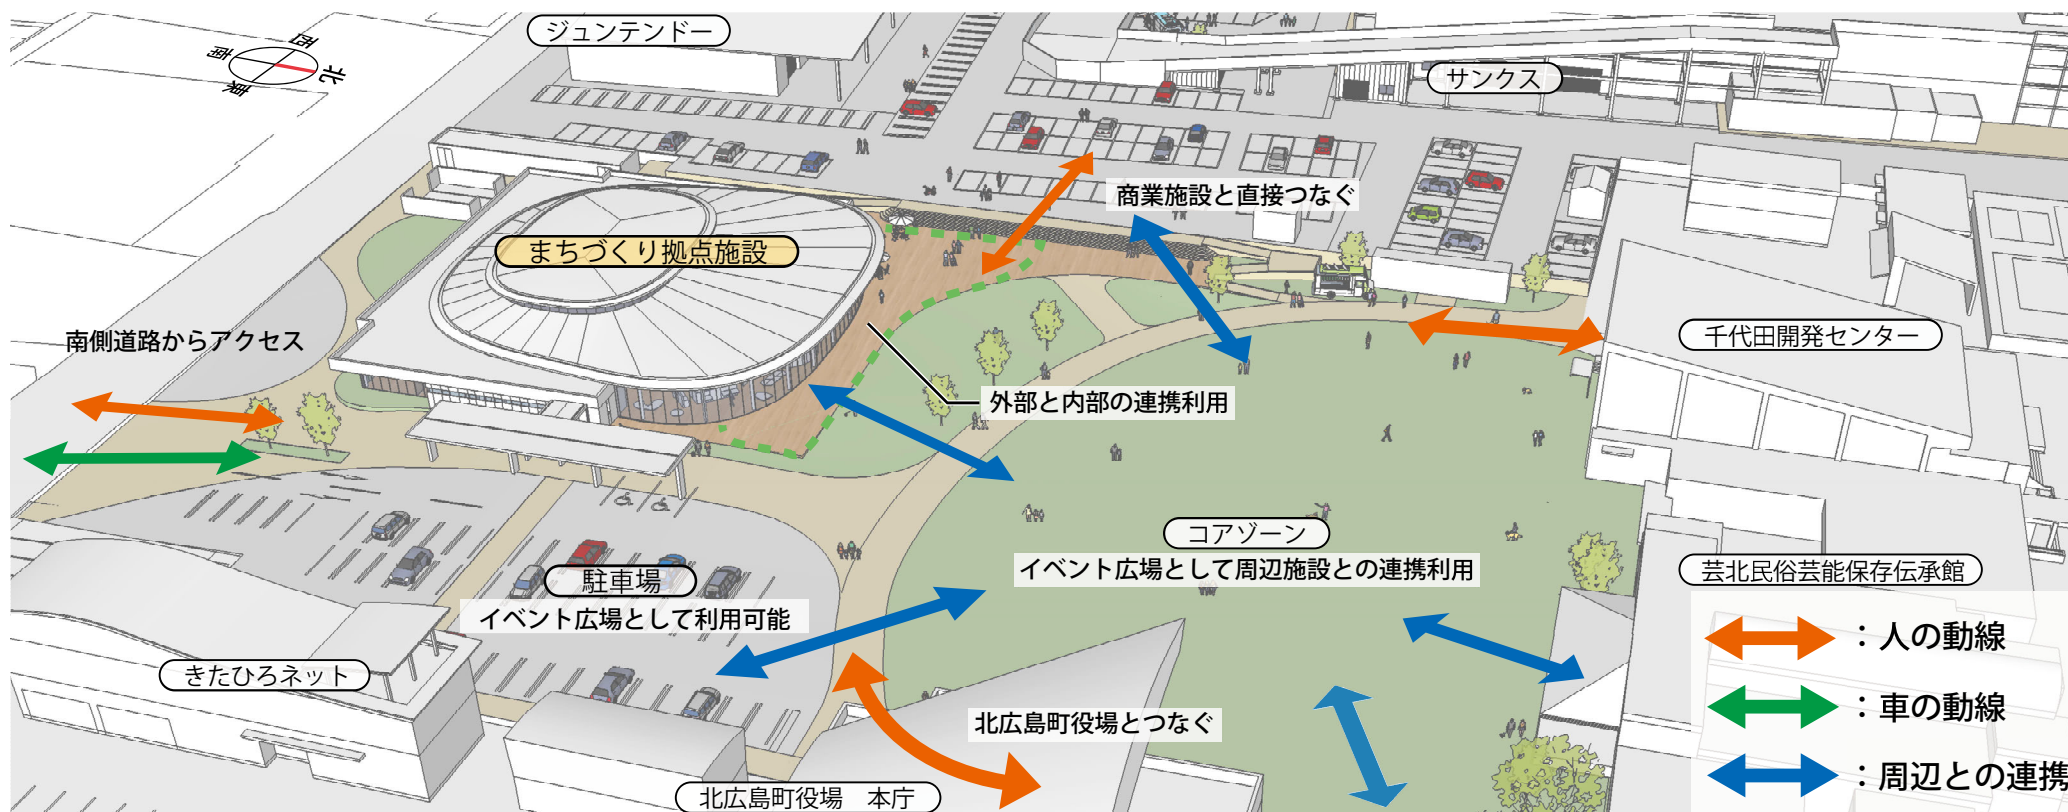 ジュンテンドー
西
南
北
東
サンクス
商業施設と直接つなぐ
まちづくり拠点施設
南側道路からアクセス
千代田開発センター
外部と内部の連携利用
コアゾーン
イベント広場として周辺施設との連携利用
駐車場
イベント広場として利用可能
芸北民俗芸能保存伝承館
きたひろネット
北広島町役場とつなぐ
北広島町役場　本庁
：人の動線
：車の動線
：周辺との連携